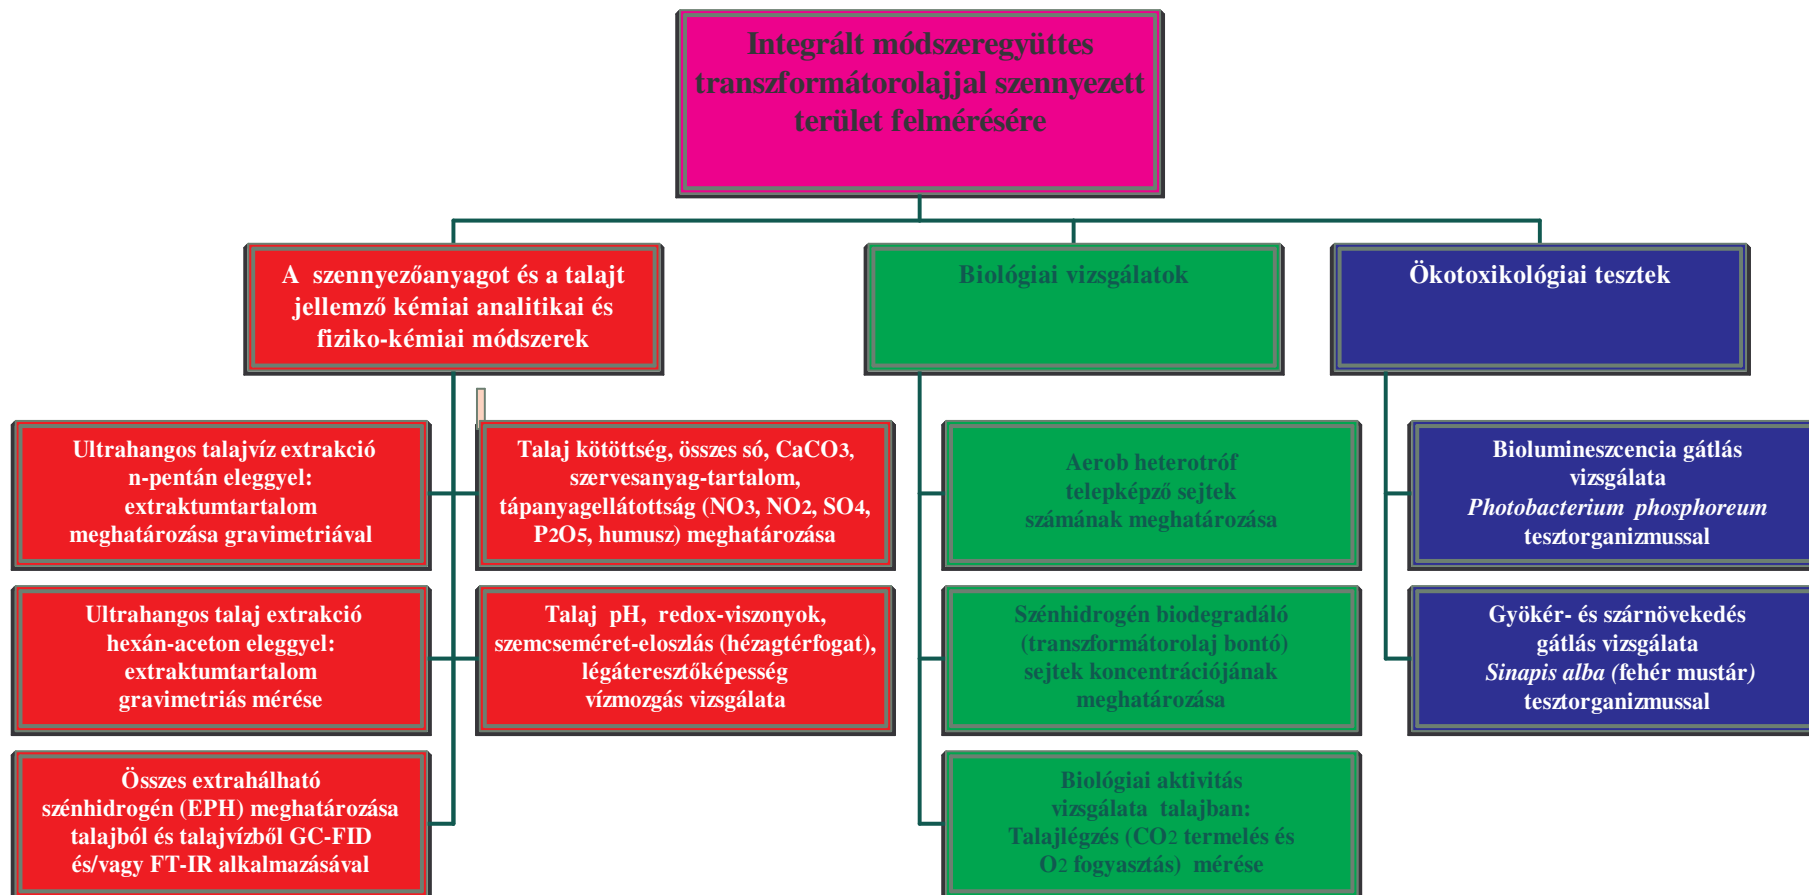 Integrált módszeregyüttes
transzformátorolajjal szennyezett
terület felmérésére
A szennyezőanyagot és a talajt
jellemző kémiai analitikai és
fiziko-kémiai módszerek
Biológiai vizsgálatok
Ökotoxikológiai tesztek
Ultrahangos talajvíz extrakció
n-pentán eleggyel:
extraktumtartalom
meghatározása gravimetriával
Talaj kötöttség, összes só, CaCO3,
szervesanyag-tartalom,
tápanyagellátottság (NO3, NO2, SO4,
P2O5, humusz) meghatározása
Aerob heterotróf
telepképző sejtek
számának meghatározása
Biolumineszcencia gátlás
vizsgálata
Photobacterium phosphoreum
tesztorganizmussal
Ultrahangos talaj extrakció
hexán-aceton eleggyel:
extraktumtartalom
gravimetriás mérése
Talaj pH, redox-viszonyok,
szemcseméret-eloszlás (hézagtérfogat),
légáteresztőképesség
vízmozgás vizsgálata
Szénhidrogén biodegradáló
(transzformátorolaj bontó)
sejtek koncentrációjának
meghatározása
Gyökér- és szárnövekedés
gátlás vizsgálata
Sinapis alba (fehér mustár)
tesztorganizmussal
Összes extrahálható
szénhidrogén (EPH) meghatározása
talajból és talajvízből GC-FID
és/vagy FT-IR alkalmazásával
Biológiai aktivitás
vizsgálata talajban:
Talajlégzés (CO2 termelés és
O2 fogyasztás) mérése